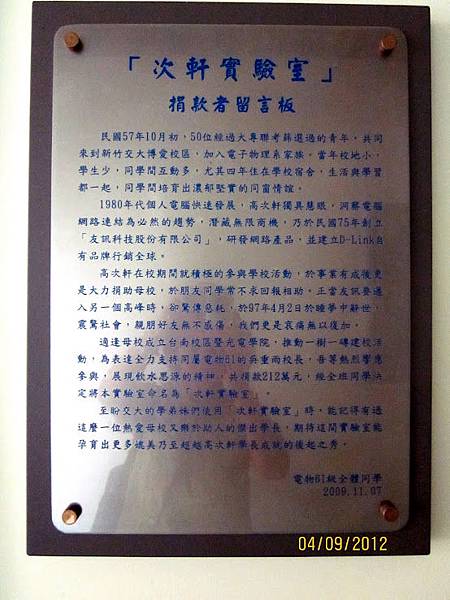 「次軒實驗室」
捐款者留言板
民國57年10月初，50位經過大專聯考篩選過的青年，共同
來到新竹交大博愛校區，加入電子物理系家族。當年校地小，
學生少，同學間互動多，尤其四年住在學校宿舍，生活與學習
都一起，同學間培育出濃郁堅實的同窗情誼。
1980年代個人電腦快速發展，高次軒獨具慧眼，洞察電腦
網路連結為必然的趨勢，潛藏無限商機，乃於民國75年創立
「友訊科技股份有限公司」，研發網路產品，並建立D-Link自
有品牌行銷全球。
高次軒在校期間就積極的參與學校活動，於事業有成後更
是大力捐助母校，於朋友同學常不求回報相助。正當友訊要邁
入另一個高峰時，卻驚傳惡耗，於97年4月2日於睡夢中辭世，
震驚社會，親朋好友無不感傷，我們更是哀痛無以復加。
適逢母校成立台南校區暨光電學院，推動一樹一磚建校活
動，為表達全力支持同屬電物61的吳重雨校長，吾等熱烈響應
參與，展現飲水思源的精神，共捐款212萬元，經全班同學決
定將本實驗室命名為「次軒實驗室」。
至盼交大的學弟妹們使用「次軒實驗室」時，能記得有過
這麼一位熱愛母校又樂於助人的傑出學長，期待這間實驗室能
孕育出更多媲美乃至超越高次軒學長成就的後起之秀。
電物61級全體同學
2009.11.07
04/09/2012